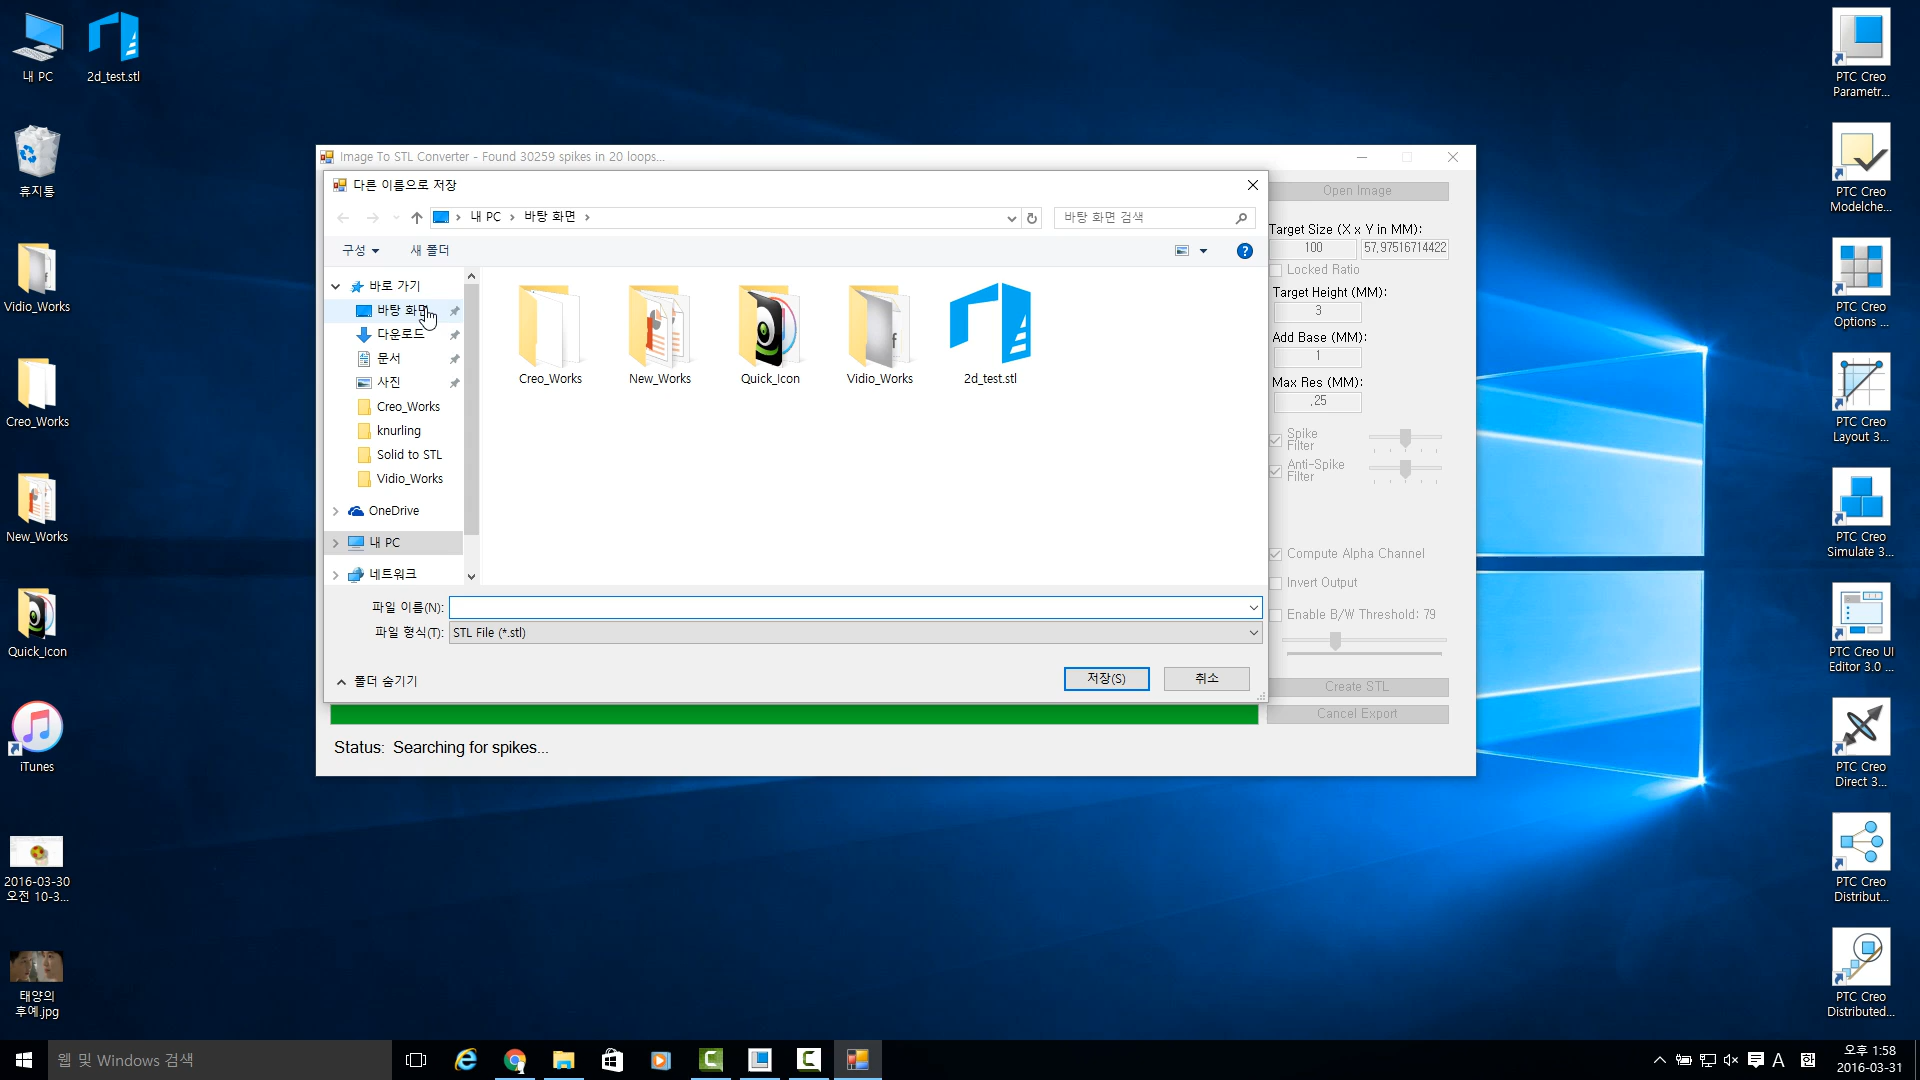 내 PC
2d_test.stl
휴지통
Vidio_Works
Creo_Works
New_Works
Quick_Icon
iTunes
2016-03-30
오전 10-3...
태양의
후예.jpg
Image To STL Converter - Found 30259 spikes in 20 loops...
다른 이름으로 저장
내 PC
바탕 화면
바탕 화면 검색
구성
새 폴더
바로 가기
바탕 화면
다운로드
문서
사진
Creo_Works
knurling
Solid to STL
Vidio_Works
OneDrive
내 PC
네트워크
Creo_Works
New_Works
Quick_Icon
Vidio_Works
2d_test.stl
파일 이름(N):
파일 형식(T):
STL File (*.stl)
폴더 숨기기
저장(S)
취소
Open Image
Target Size (X x Y in MM):
100
57,97516714422
Locked Ratio
Target Height (MM):
3
Add Base (MM):
1
Max Res (MM):
,25
Spike
Filter
Anti-Spike
Filter
Compute Alpha Channel
Invert Output
Enable B/W Threshold: 79
Create STL
Cancel Export
Status: Searching for spikes...
PTC Creo
Parametr...
PTC Creo
Modelche...
PTC Creo
Options ...
PTC Creo
Layout 3...
PTC Creo
Simulate 3...
PTC Creo UI
Editor 3.0 ...
PTC Creo
Direct 3...
PTC Creo
Distribut...
PTC Creo
Distributed...
웹 및 Windows 검색
A
한
오후 1:58
2016-03-31